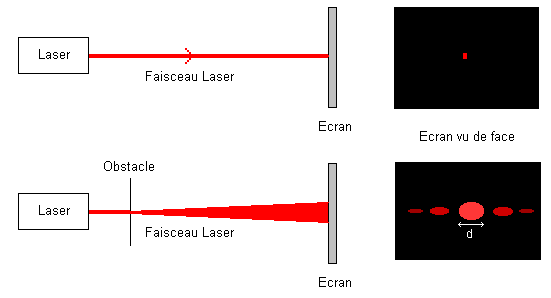 Laser
Faisceau Laser
Ecran
Ecran vu de face
Obstacle
Laser
Faisceau Laser
d
Ecran